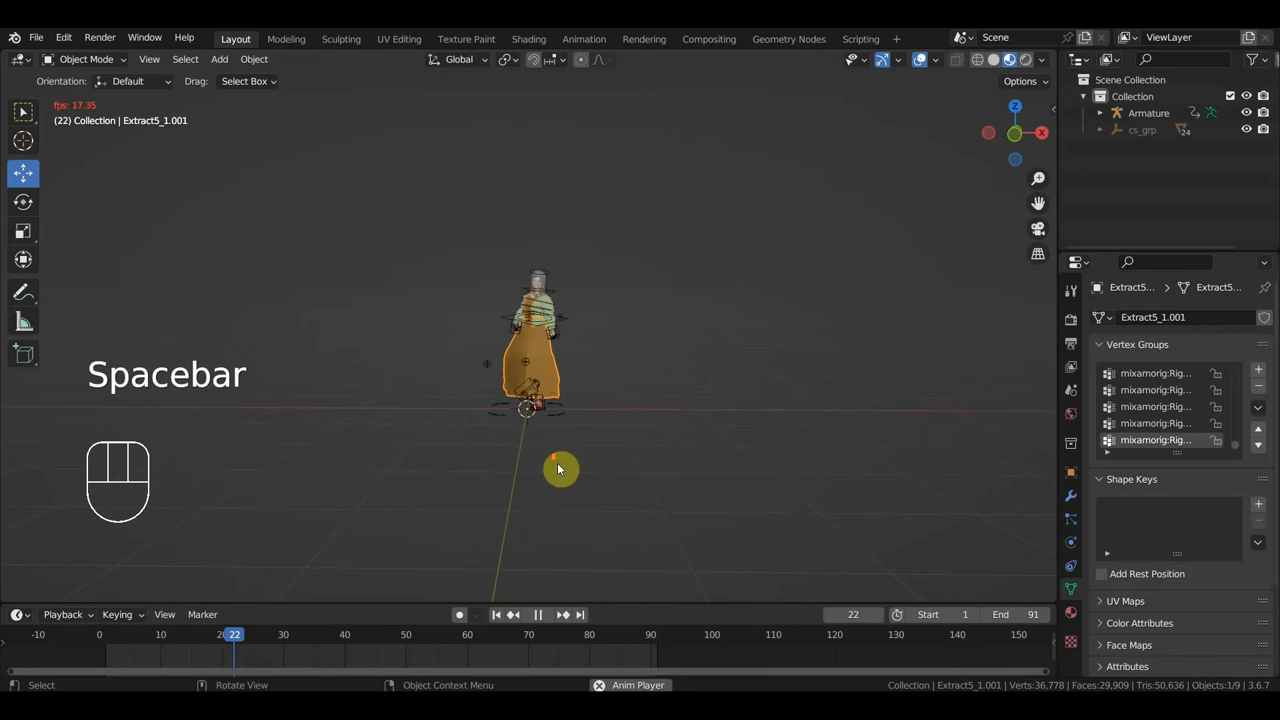 File Edit Render Window Help Layout Modeling Sculpting UV Editing Texture Paint Shading Animation Rendering Compositing Geometry Nodes Scripting + Scene ViewLayer
Object Mode View Select Add Object Global Options
Orientation: Default Drag: Select Box
fps: 17.35
(22) Collection | Extract5_1.001
Z
X
Scene Collection
Collection
Armature
cs_grp 24
Extract5... Extract5...
Extract5_1.001
Vertex Groups
mixamorig:Rig...
mixamorig:Rig...
mixamorig:Rig...
mixamorig:Rig...
mixamorig:Rig...
Shape Keys
Add Rest Position
UV Maps
Color Attributes
Face Maps
Attributes
Spacebar
Playback Keying View Marker 22 Start 1 End 91
-10 0 10 20 22 30 40 50 60 70 80 90 100 110 120 130 140 150
Select Rotate View Object Context Menu Anim Player Collection | Extract5_1.001 | Verts:36,778 | Faces:29,909 | Tris:50,636 | Objects:1/9 | 3.6.7